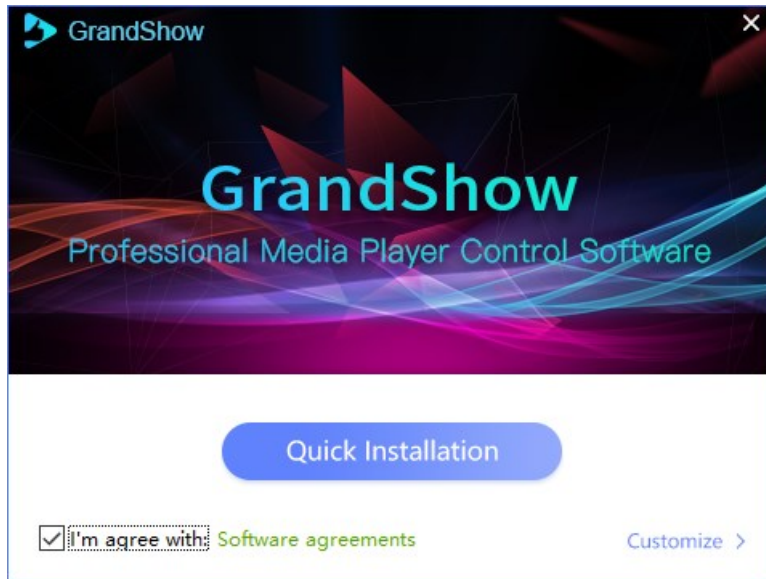 GrandShow
GrandShow
Professional Media Player Control Software
Quick Installation
I'm agree with: Software agreements
Customize >